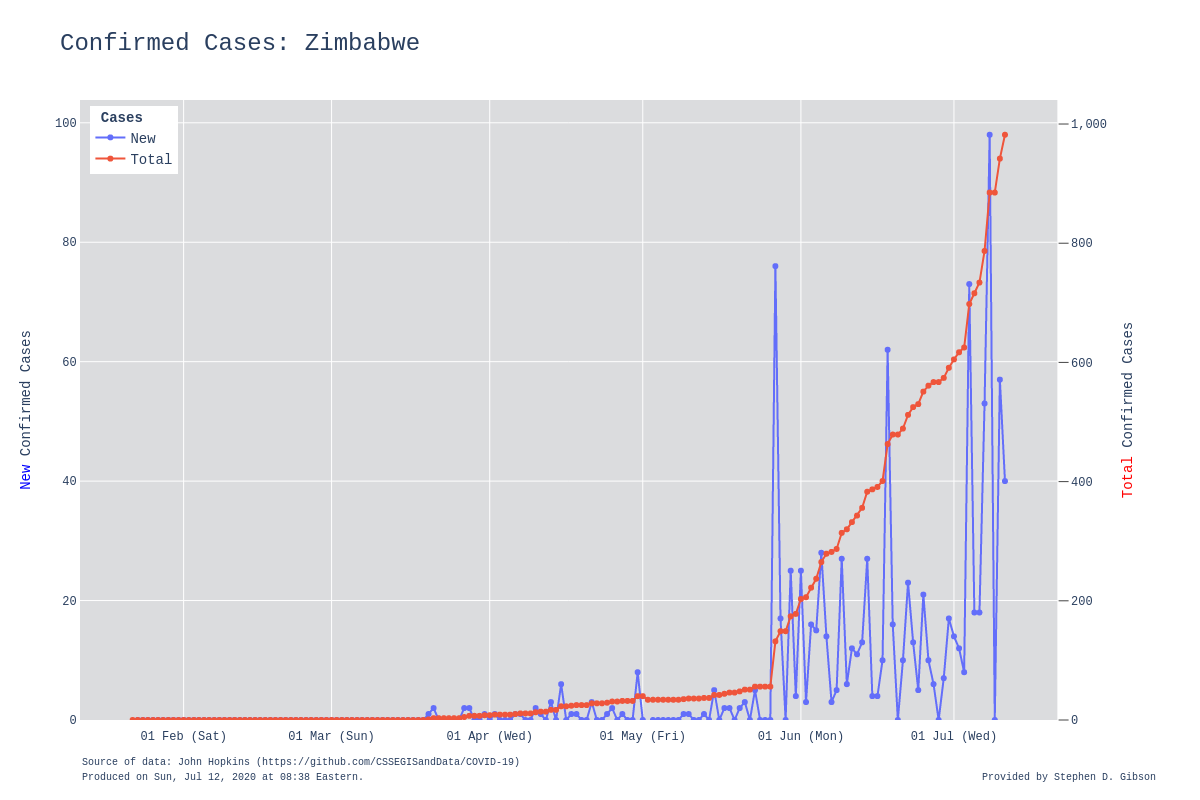 Confirmed Cases: Zimbabwe
Cases
New
Total
100
80
60
40
20
0
1,000
800
600
400
200
0
New Confirmed Cases
Total Confirmed Cases
01 Feb (Sat)
01 Mar (Sun)
01 Apr (Wed)
01 May (Fri)
01 Jun (Mon)
01 Jul (Wed)
Source of data: John Hopkins (https://github.com/CSSEGISandData/COVID-19)
Produced on Sun, Jul 12, 2020 at 08:38 Eastern.
Provided by Stephen D. Gibson